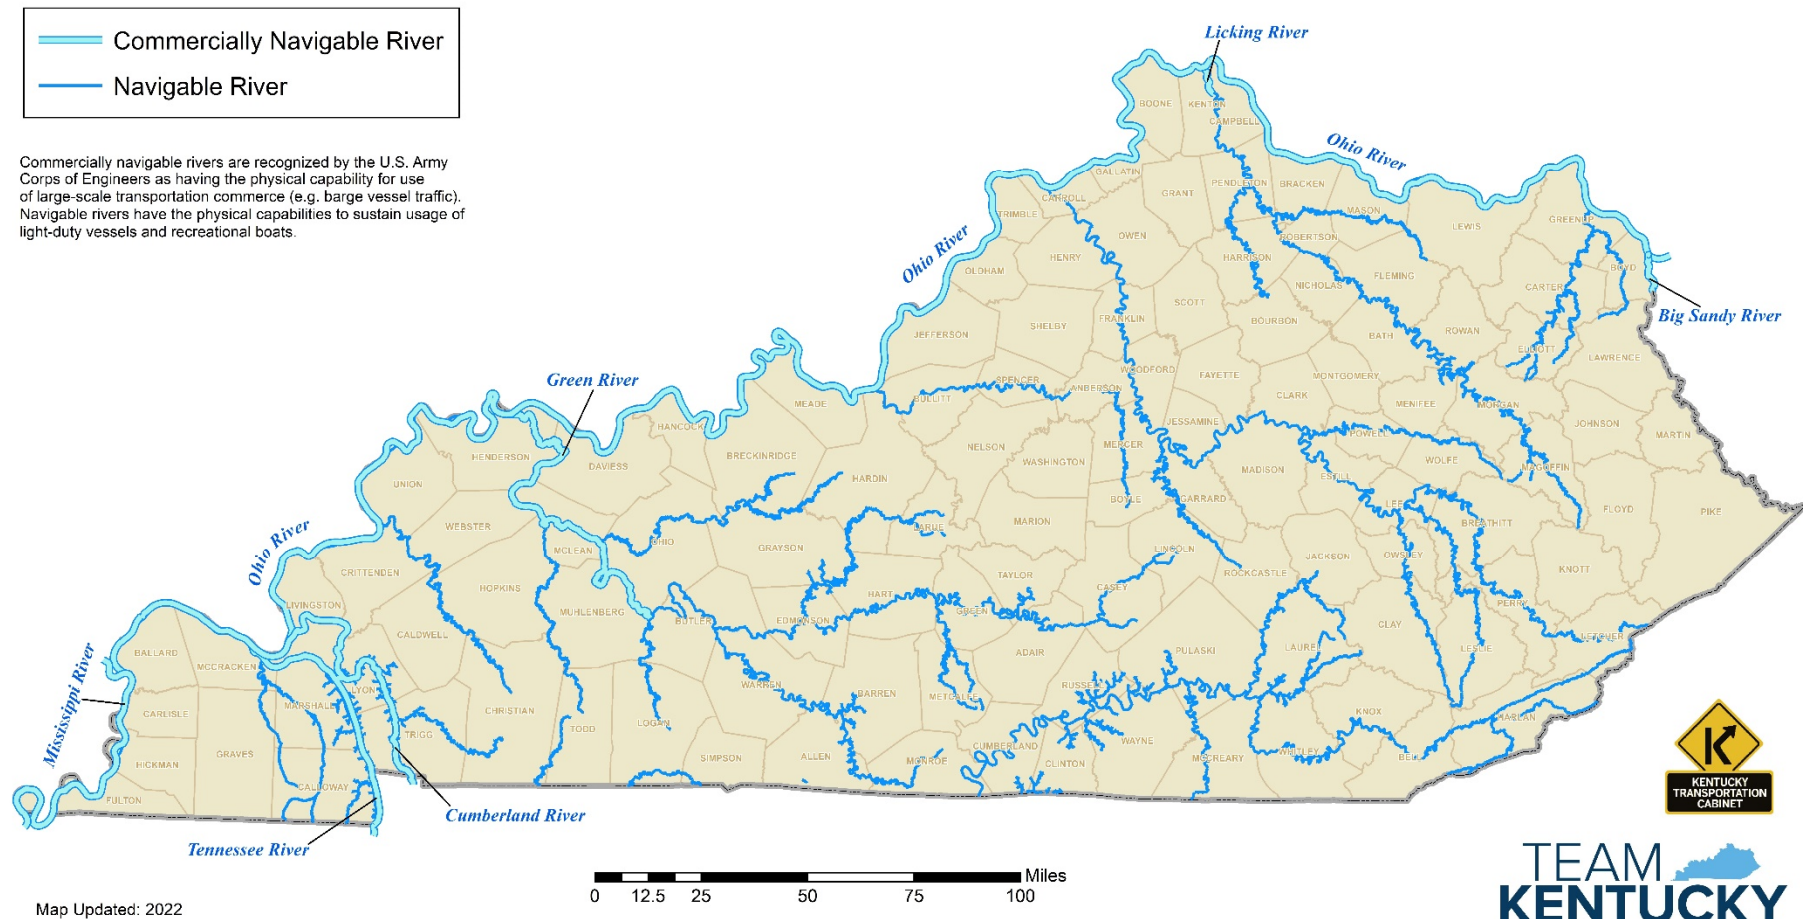 Commercially Navigable River
Navigable River
Commercially navigable rivers are recognized by the U.S. Army
Corps of Engineers as having the physical capability for use
of large-scale transportation commerce (e.g. barge vessel traffic).
Navigable rivers have the physical capabilities to sustain usage of
light-duty vessels and recreational boats.
Licking River
Ohio River
Big Sandy River
Ohio River
Green River
Ohio River
Mississippi River
Cumberland River
Tennessee River
BOONE
KENTON
CAMPBELL
GALLATIN
CARROLL
TRIMBLE
GRANT
PENDLETON
BRACKEN
MASON
LEWIS
GREENUP
OWEN
ROBERTSON
HENRY
OLDHAM
HARRISON
FLEMING
BOYD
CARTER
NICHOLAS
SCOTT
FRANKLIN
BOURBON
SHELBY
JEFFERSON
BATH
ROWAN
ELLIOTT
LAWRENCE
WOODFORD
FAYETTE
MONTGOMERY
SPENCER
ANBERSON
BULLITT
CLARK
MENIFEE
MORGAN
MEADE
JOHNSON
MARTIN
HANCOCK
JESSAMINE
POWELL
NELSON
MERCER
WOLFE
MAGOFFIN
HENDERSON
DAVIESS
BRECKINRIDGE
WASHINGTON
MADISON
ESTILL
HARDIN
UNION
BOYLE
GARRARD
LEE
FLOYD
PIKE
WEBSTER
LARUE
MARION
BREATHITT
OHIO
MCLEAN
GRAYSON
LINCOLN
JACKSON
OWSLEY
KNOTT
CRITTENDEN
ROCKCASTLE
TAYLOR
HOPKINS
CASEY
HART
LIVINGSTON
MUHLENBERG
GREEN
PERRY
BUTLER
EDMONSON
CLAY
CALDWELL
LETCHER
BALLARD
MCCRACKEN
ADAIR
PULASKI
LAUREL
LESLIE
LYON
WARREN
BARREN
METCALFE
RUSSELL
MARSHALL
CARLISLE
CHRISTIAN
KNOX
HARLAN
LOGAN
TODD
TRIGG
GRAVES
SIMPSON
ALLEN
MONROE
CUMBERLAND
WAYNE
HICKMAN
CLINTON
MCCREARY
WHITLEY
BELL
CALLOWAY
FULTON
KENTUCKY
TRANSPORTATION
CABINET
Miles
0 12.5 25 50 75 100
TEAM
KENTUCKY
Map Updated: 2022